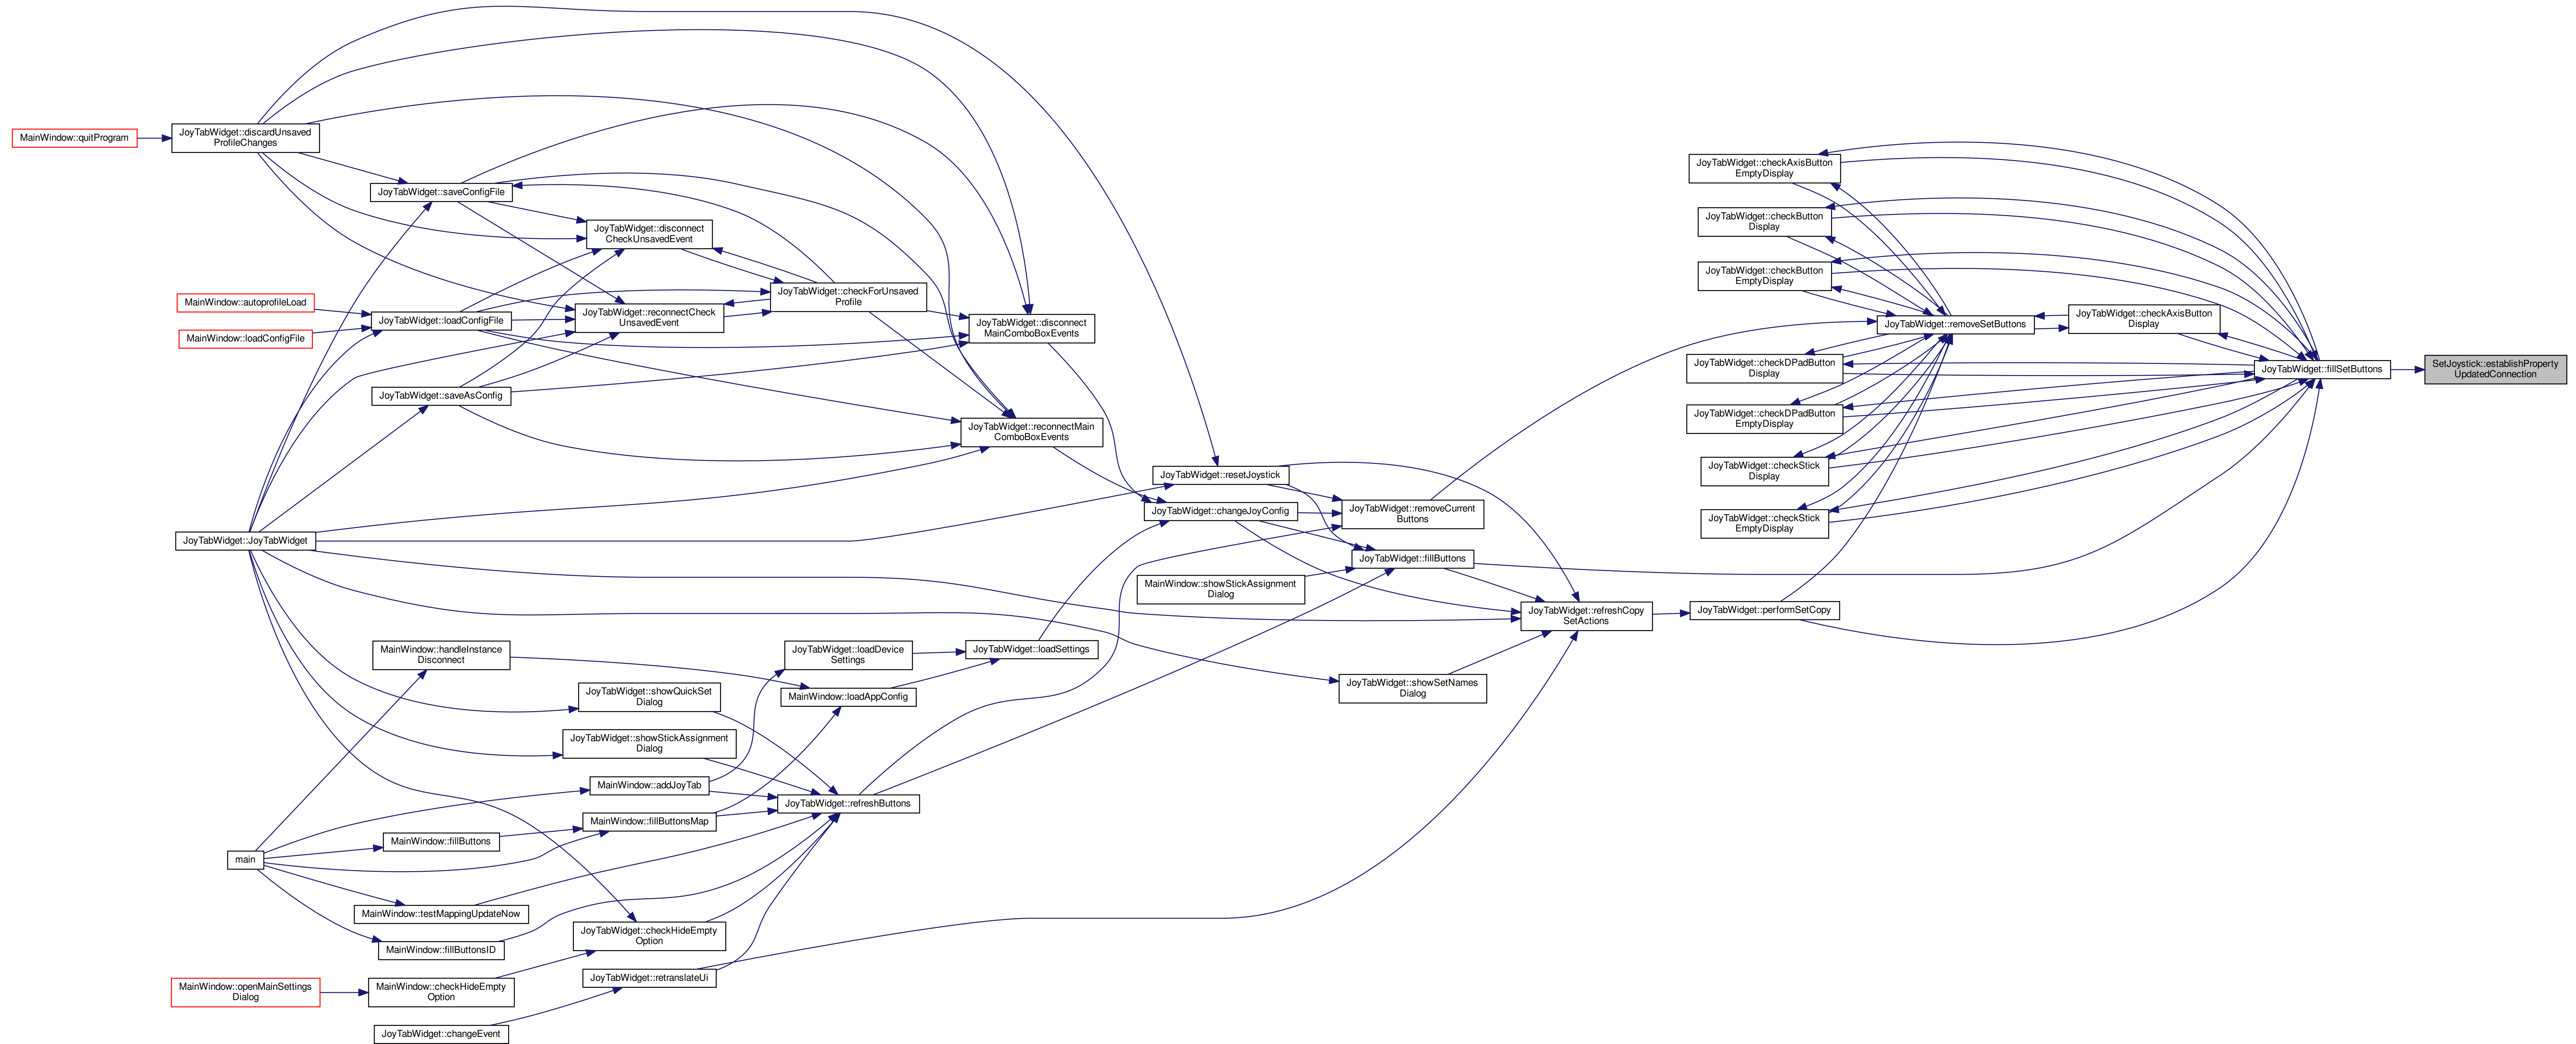 MainWindow::quitProgram
JoyTabWidget::discardUnsaved
ProfileChanges
JoyTabWidget::saveConfigFile
JoyTabWidget::disconnect
CheckUnsavedEvent
MainWindow::autoprofileLoad
MainWindow::loadConfigFile
JoyTabWidget::loadConfigFile
JoyTabWidget::reconnectCheck
UnsavedEvent
JoyTabWidget::checkForUnsaved
Profile
JoyTabWidget::disconnect
MainComboBoxEvents
JoyTabWidget::saveAsConfig
JoyTabWidget::reconnectMain
ComboBoxEvents
JoyTabWidget::JoyTabWidget
JoyTabWidget::resetJoystick
JoyTabWidget::changeJoyConfig
JoyTabWidget::removeCurrent
Buttons
JoyTabWidget::fillButtons
MainWindow::showStickAssignment
Dialog
JoyTabWidget::refreshCopy
SetActions
JoyTabWidget::performSetCopy
JoyTabWidget::showSetNames
Dialog
JoyTabWidget::checkAxisButton
EmptyDisplay
JoyTabWidget::checkButton
Display
JoyTabWidget::checkButton
EmptyDisplay
JoyTabWidget::removeSetButtons
JoyTabWidget::checkAxisButton
Display
JoyTabWidget::checkDPadButton
Display
JoyTabWidget::checkDPadButton
EmptyDisplay
JoyTabWidget::checkStick
Display
JoyTabWidget::checkStick
EmptyDisplay
JoyTabWidget::fillSetButtons
SetJoystick::establishProperty
UpdatedConnection
MainWindow::handleInstance
Disconnect
JoyTabWidget::loadDevice
Settings
JoyTabWidget::loadSettings
MainWindow::loadAppConfig
JoyTabWidget::showQuickSet
Dialog
JoyTabWidget::showStickAssignment
Dialog
MainWindow::addJoyTab
JoyTabWidget::refreshButtons
MainWindow::fillButtonsMap
MainWindow::fillButtons
main
MainWindow::testMappingUpdateNow
MainWindow::fillButtonsID
JoyTabWidget::checkHideEmpty
Option
JoyTabWidget::retranslateUi
MainWindow::openMainSettings
Dialog
MainWindow::checkHideEmpty
Option
JoyTabWidget::changeEvent